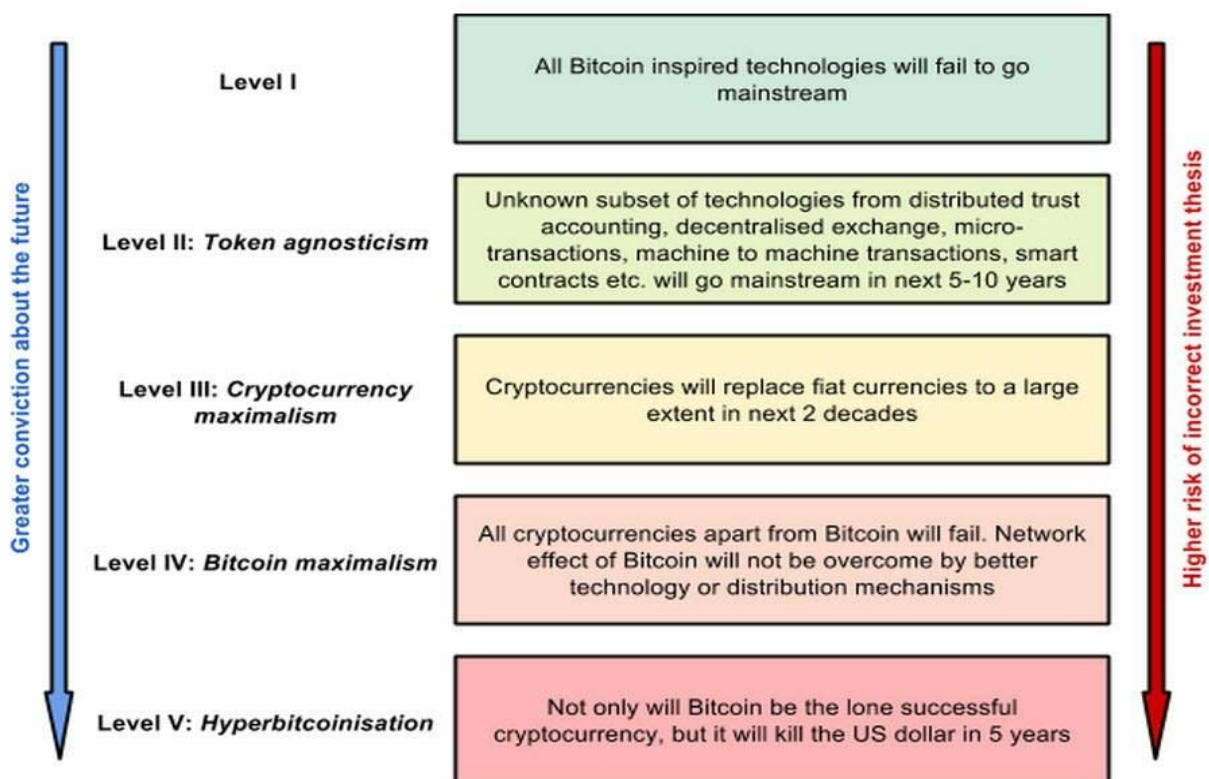 Greater conviction about the future
Level I
All Bitcoin inspired technologies will fail to go
mainstream
Level II: Token agnosticism
Unknown subset of technologies from distributed trust
accounting, decentralised exchange, micro-
transactions, machine to machine transactions, smart
contracts etc. will go mainstream in next 5-10 years
Level III: Cryptocurrency
maximalism
Cryptocurrencies will replace fiat currencies to a large
extent in next 2 decades
Level IV: Bitcoin maximalism
All cryptocurrencies apart from Bitcoin will fail. Network
effect of Bitcoin will not be overcome by better
technology or distribution mechanisms
Level V: Hyperbitcoinisation
Not only will Bitcoin be the lone successful
cryptocurrency, but it will kill the US dollar in 5 years
Higher risk of incorrect investment thesis